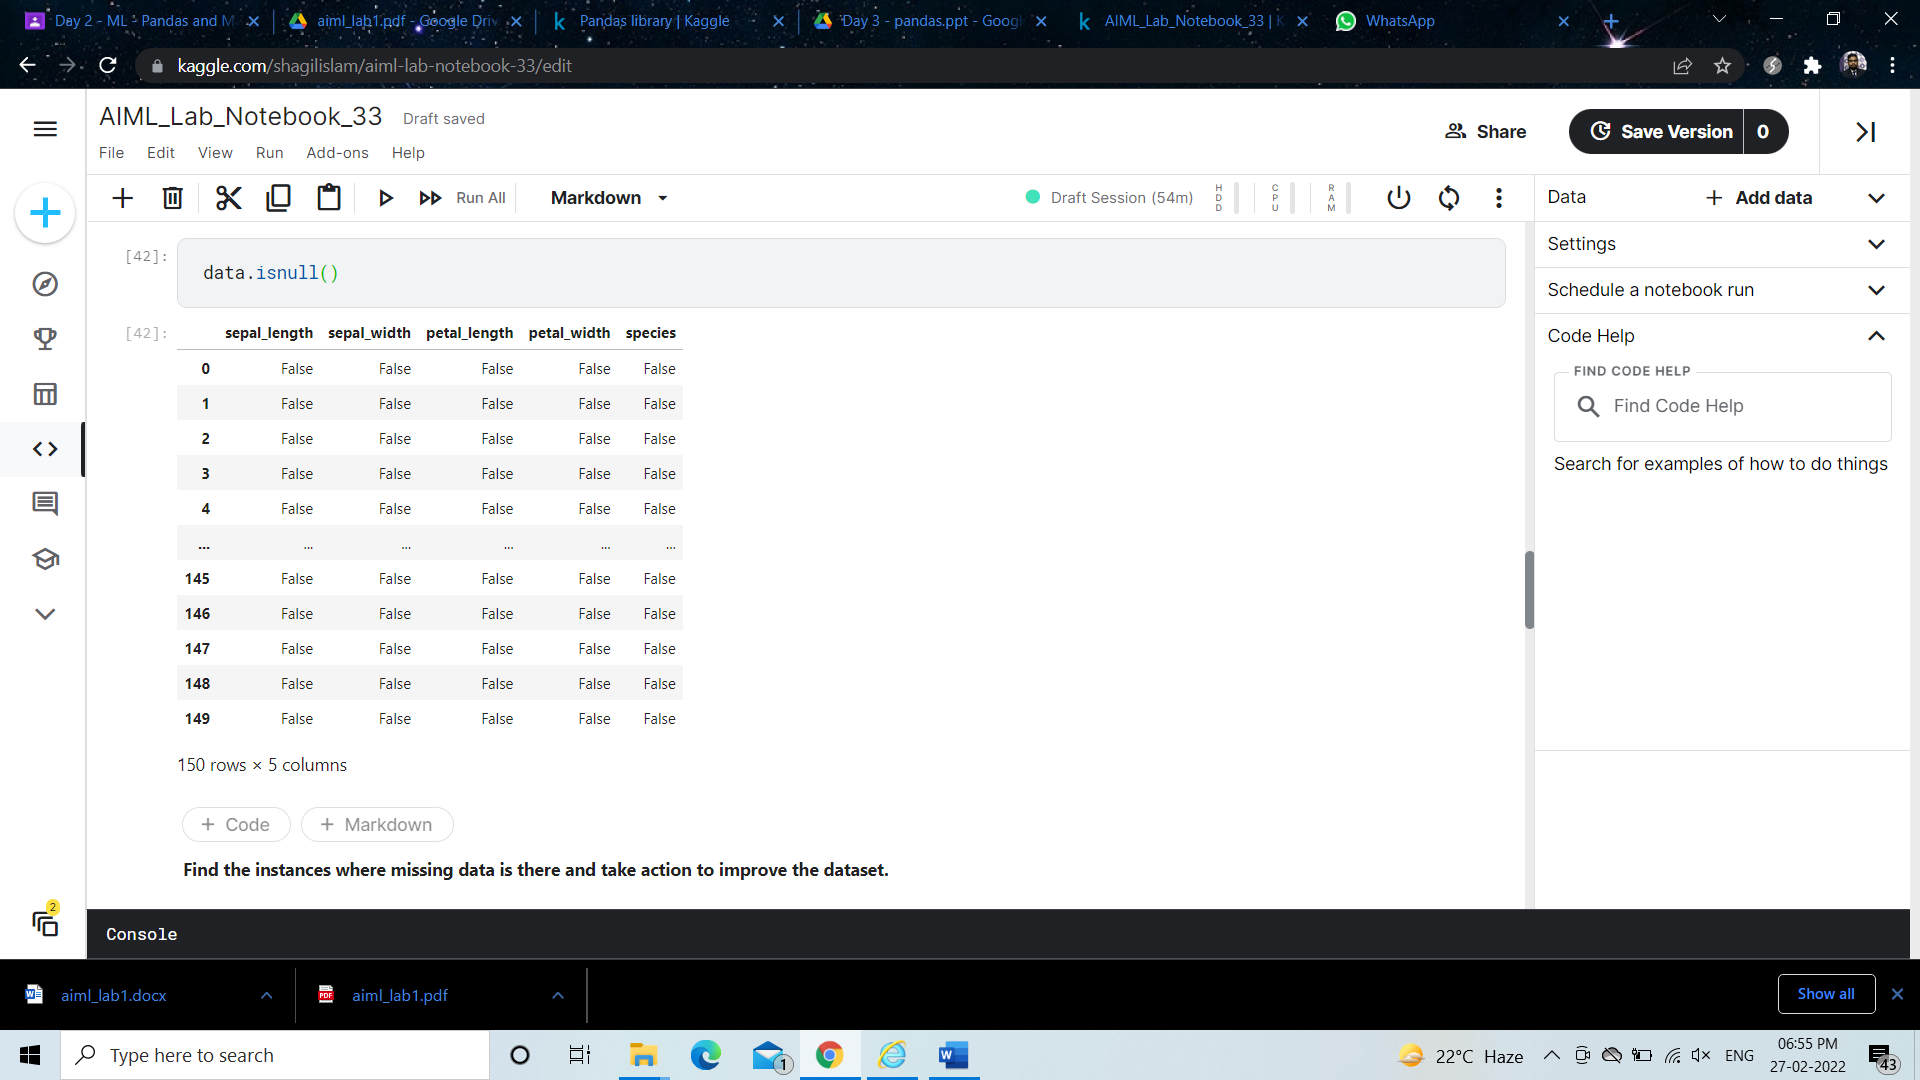 Day 2 - ML - Pandas and M
aiml_lab1.pdf - Google Driv
Pandas library | Kaggle
Day 3 - pandas.ppt - Googl
AIML_Lab_Notebook_33 | K
WhatsApp
kaggle.com/shagilislam/aiml-lab-notebook-33/edit
AIML_Lab_Notebook_33 Draft saved
Share
Save Version 0
File Edit View Run Add-ons Help
Run All
Markdown
Draft Session (54m)
HDD
CPU
RAM
Data
+ Add data
Settings
Schedule a notebook run
Code Help
FIND CODE HELP
Find Code Help
Search for examples of how to do things
[42]:
data.isnull()
[42]:
sepal_length sepal_width petal_length petal_width species
0 False False False False False
1 False False False False False
2 False False False False False
3 False False False False False
4 False False False False False
... ... ... ... ... ...
145 False False False False False
146 False False False False False
147 False False False False False
148 False False False False False
149 False False False False False
150 rows × 5 columns
+ Code
+ Markdown
Find the instances where missing data is there and take action to improve the dataset.
2
Console
aiml_lab1.docx
PDF
aiml_lab1.pdf
Show all
Type here to search
1
22°C Haze
ENG
06:55 PM
27-02-2022
43